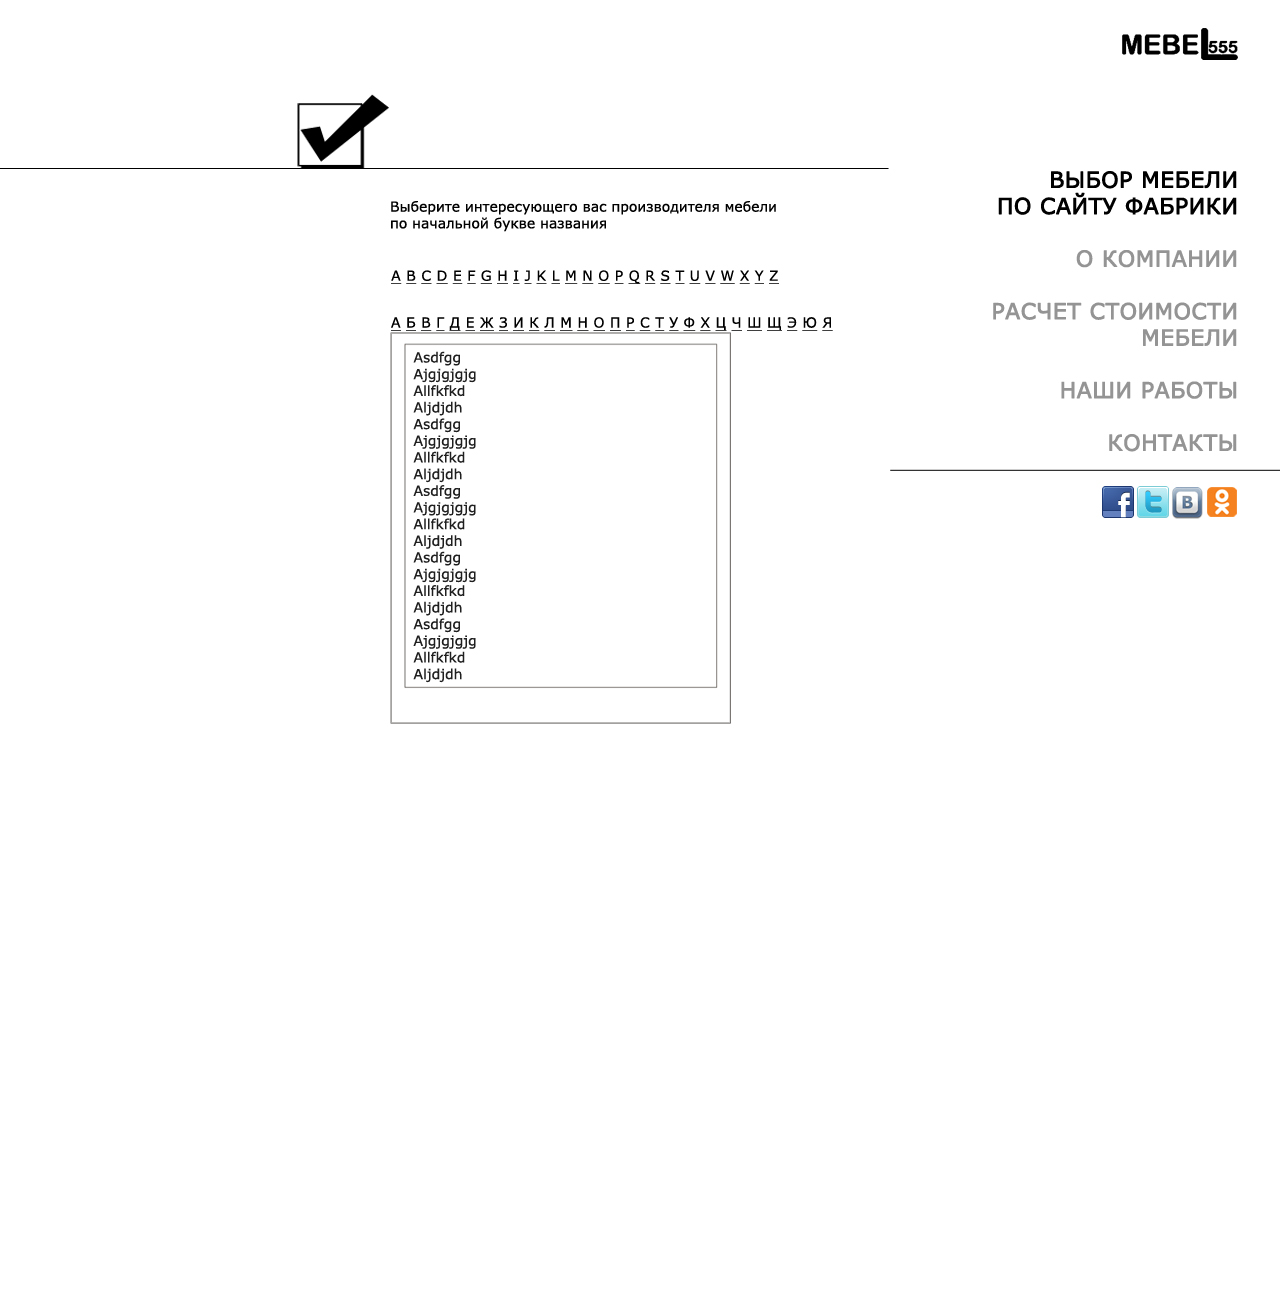 MEBEL555
ВЫБОР МЕБЕЛИ
ПО САЙТУ ФАБРИКИ
О КОМПАНИИ
РАСЧЕТ СТОИМОСТИ
МЕБЕЛИ
НАШИ РАБОТЫ
КОНТАКТЫ
f t B
Выберите интересующего вас производителя мебели
по начальной букве названия
A B C D E F G H I J K L M N O P Q R S T U V W X Y Z
А Б В Г Д Е Ж З И К Л М Н О П Р С Т У Ф Х Ц Ч Ш Щ Э Ю Я
Asdfgg
Ajgjgjgjg
Allfkfkd
Aljdjdh
Asdfgg
Ajgjgjgjg
Allfkfkd
Aljdjdh
Asdfgg
Ajgjgjgjg
Allfkfkd
Aljdjdh
Asdfgg
Ajgjgjgjg
Allfkfkd
Aljdjdh
Asdfgg
Ajgjgjgjg
Allfkfkd
Aljdjdh